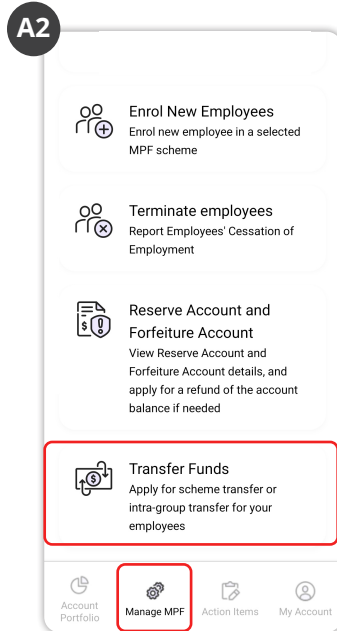 A2
Enrol New Employees
Enrol new employee in a selected
MPF scheme
Terminate employees
Report Employees' Cessation of
Employment
Reserve Account and
Forfeiture Account
View Reserve Account and
Forfeiture Account details, and
apply for a refund of the account
balance if needed
Transfer Funds
Apply for scheme transfer or
intra-group transfer for your
employees
Account
Portfolio
Manage MPF
Action Items
My Account